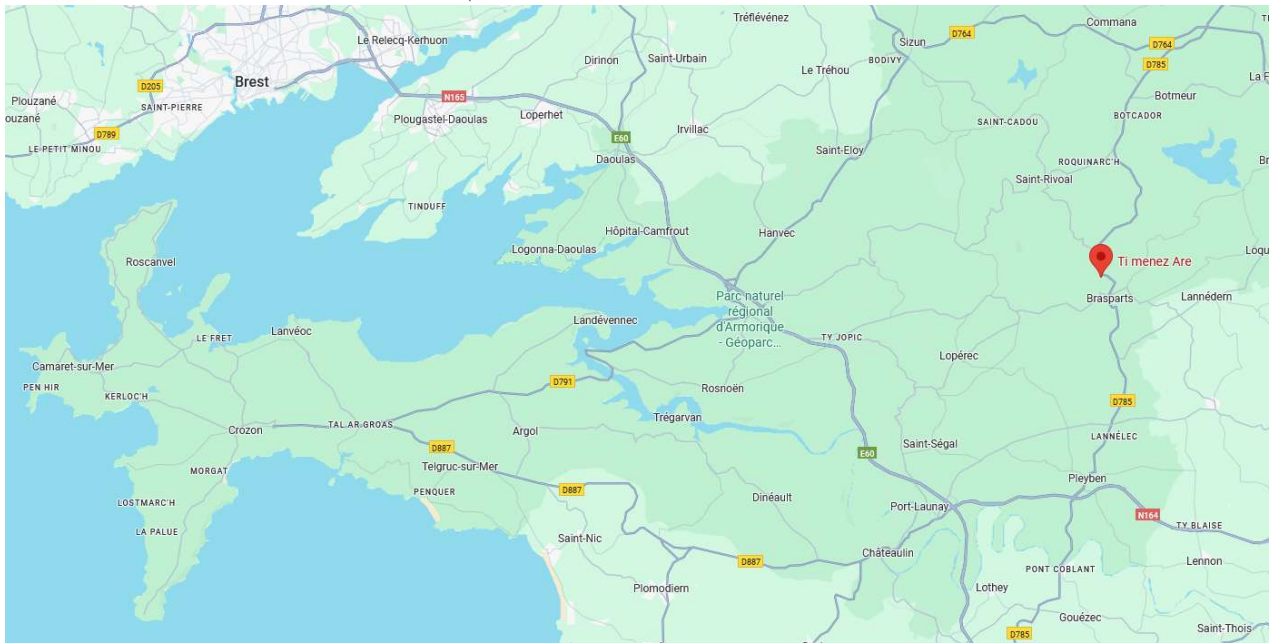 Tréflévénez
Commana
D764
Le Relecq-Kerhuon
Sizun
D764
Dirinon
Saint-Urbain
BODIVY
D785
Le Tréhou
La F
Brest
D205
Plouzané
ouzané
SAINT-PIERRE
N165
Botmeur
Plougastel-Daoulas
Loperhet
SAINT-CADOU
BOTCADOR
D789
Irvillac
E60
LE PETIT MINOU
Saint-Eloy
Daoulas
ROQUINARC'H
Br
Saint-Rivoal
TINDUFF
Hôpital-Camfrout
Hanvec
Logonna-Daoulas
Loqu
Roscanvel
Ti menez Are
Parc naturel
régional
d'Armorique
- Géoparc...
Brasparts
Lannédern
Landévennec
Lanvéoc
LE FRET
TY JOPIC
Lopérec
Camaret-sur-Mer
PEN HIR
D791
Rosnoën
KERLOC'H
D785
Trégarvan
Crozon
TAL.AR.GROAS
Argol
LANNÉLEC
D887
Saint-Ségal
E60
MORGAT
Telgruc-sur-Mer
Pleyben
PENQUER
D887
Dinéault
LOSTMARC'H
Port-Launay
N164
LA PALUE
TY BLAISE
Saint-Nic
Châteaulin
D887
Lennon
PONT COBLANT
Plomodiern
Lothey
Gouézec
D785
Saint-Thois